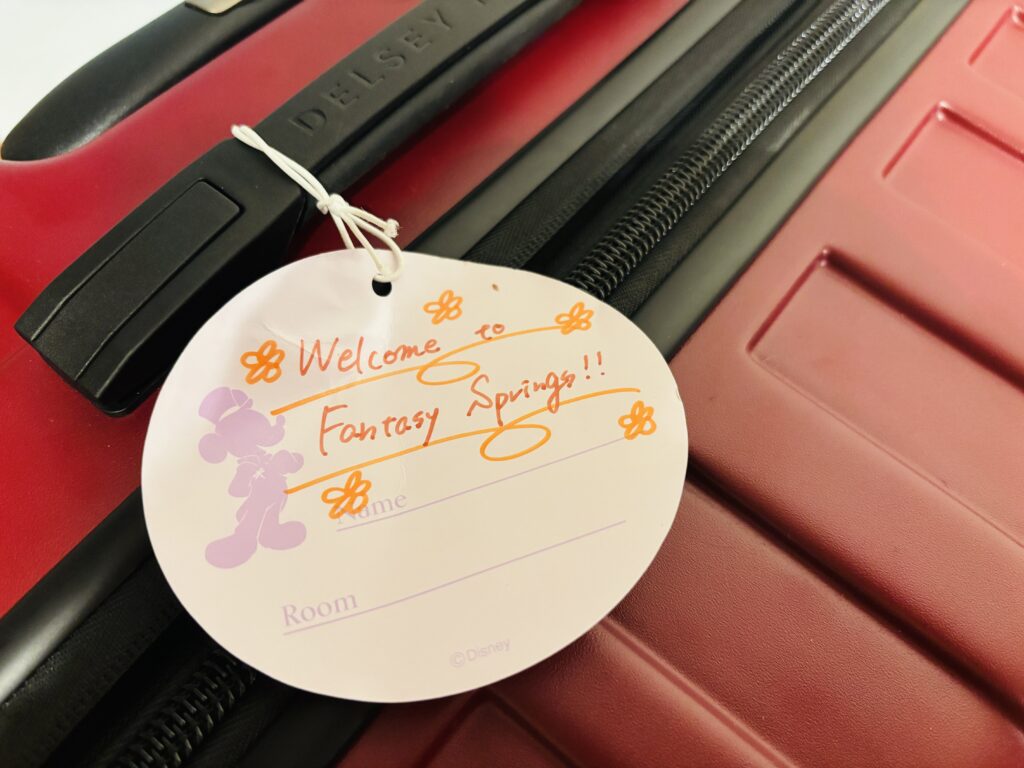 DELSEY
Welcome to
Fantasy Springs!!
Name
Room
©Disney